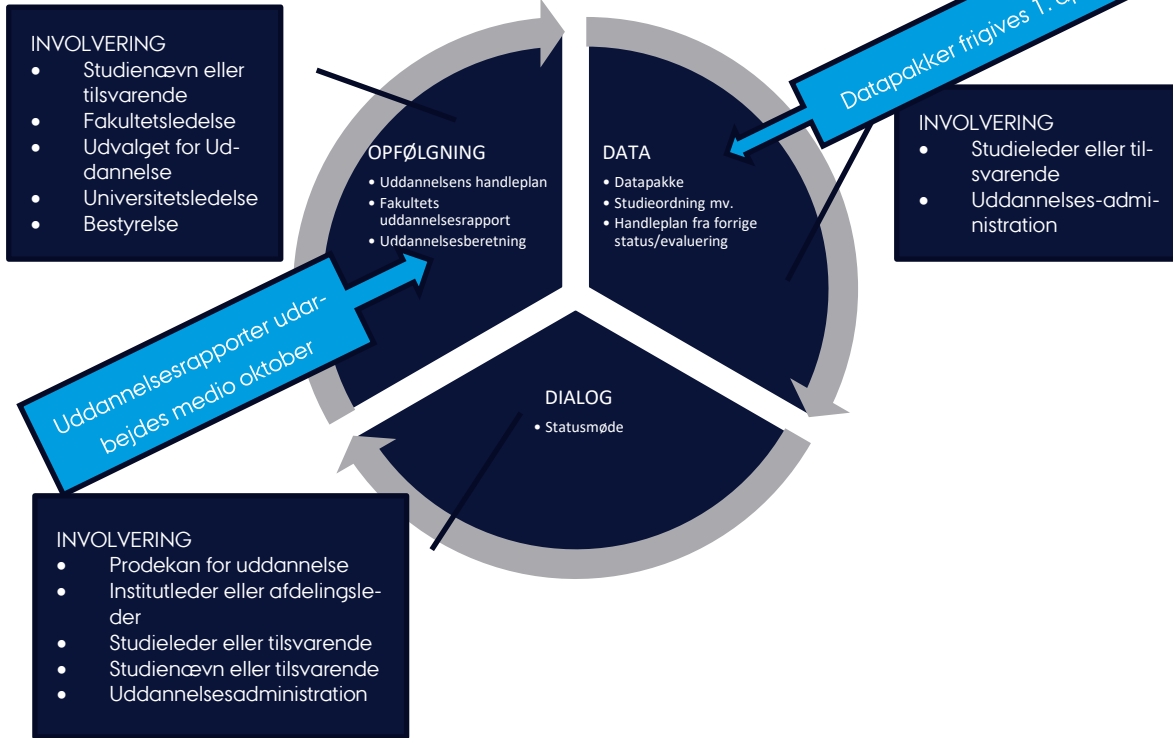 INVOLVERING
• Studienævn eller
tilsvarende
• Fakultetsledelse
• Udvalget for Ud-
dannelse
• Universitetsledelse
• Bestyrelse
OPFØLGNING
• Uddannelsens handleplan
• Fakultets
uddannelsesrapport
• Uddannelsesberetning
DATA
• Datapakke
• Studieordning mv.
• Handleplan fra forrige
status/evaluering
Datapakker frigives 1.
INVOLVERING
• Studieleder eller til-
svarende
• Uddannelses-admi-
nistration
Uddannelsesrapporter udar-
bejdes medio oktober
DIALOG
• Statusmøde
INVOLVERING
• Prodekan for uddannelse
• Institutleder eller afdelingsle-
der
• Studieleder eller tilsvarende
• Studienævn eller tilsvarende
• Uddannelsesadministration